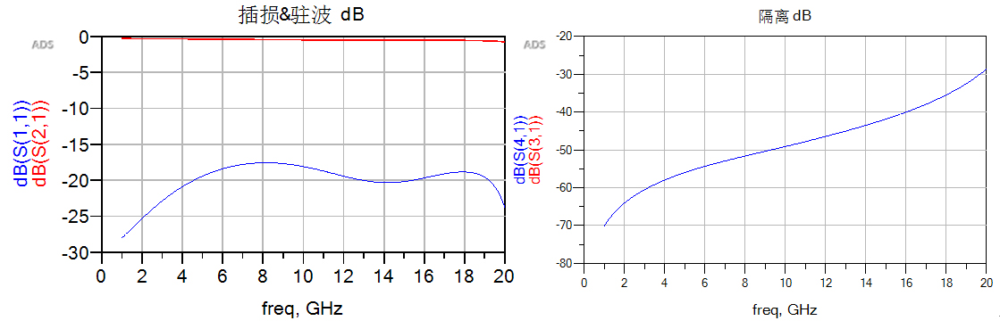 插损&驻波 dB
ADS
dB(S(1,1))
dB(S(2,1))
0
-5
-10
-15
-20
-25
-30
0 2 4 6 8 10 12 14 16 18 20
freq, GHz
隔离 dB
ADS
dB(S(4,1))
dB(S(3,1))
-20
-30
-40
-50
-60
-70
-80
0 2 4 6 8 10 12 14 16 18 20
freq, GHz